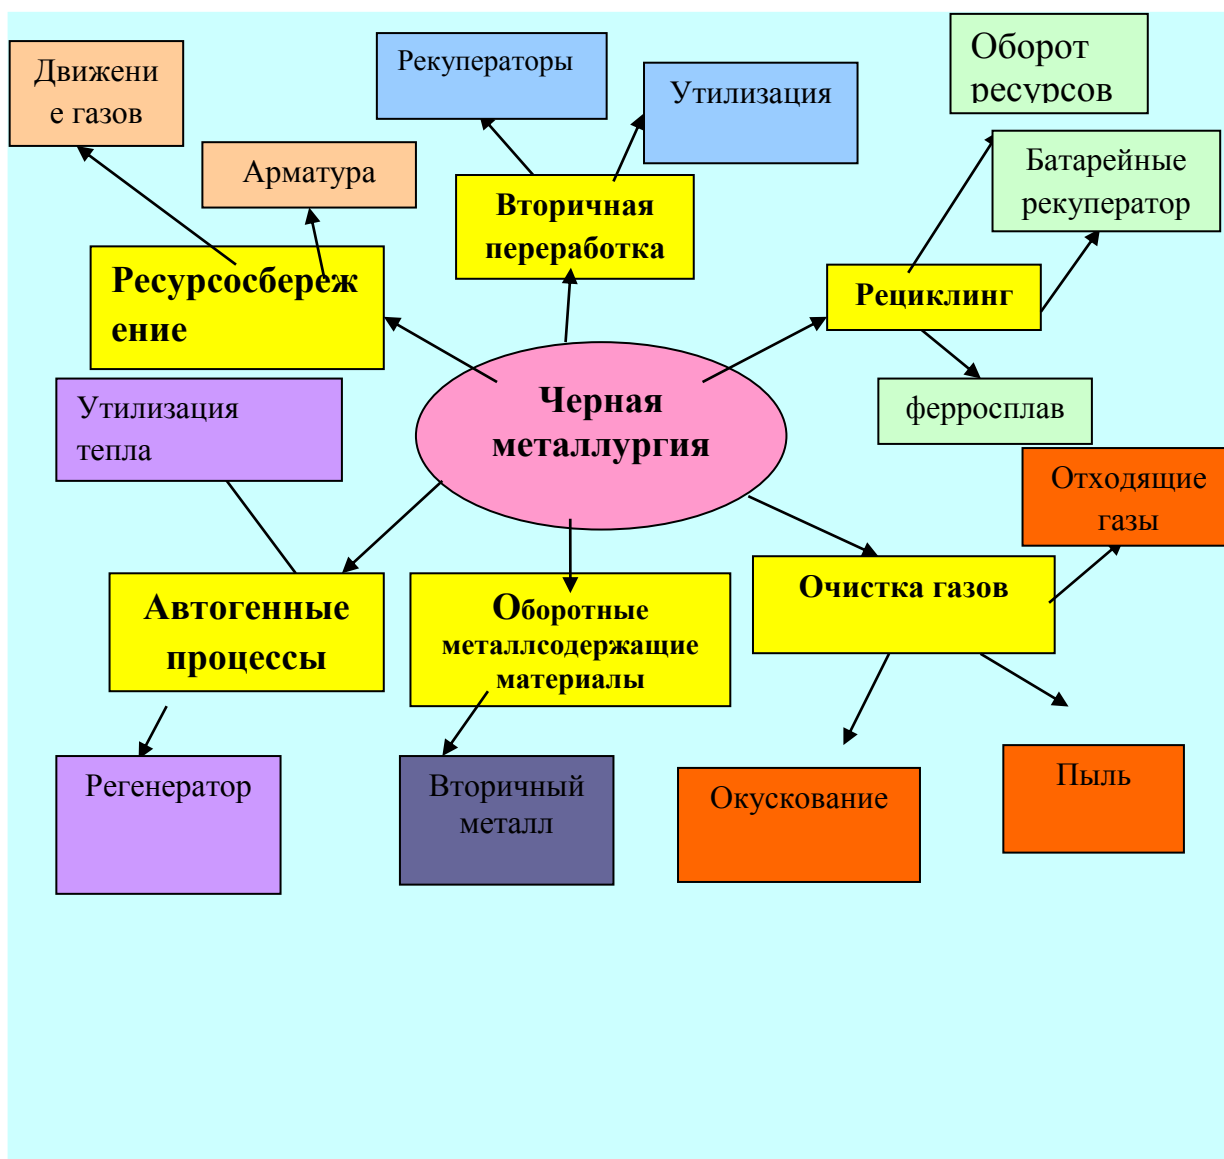 Движени
е газов
Рекуператоры
Утилизация
Оборот
ресурсов
Арматура
Вторичная
переработка
Батарейные
рекуператор
Ресурсосбереж
ение
Рециклинг
Утилизация
тепла
Черная
металлургия
ферросплав
Отходящие
газы
Автогенные
процессы
Оборотные
металлсодержащие
материалы
Очистка газов
Регенератор
Вторичный
металл
Окускование
Пыль